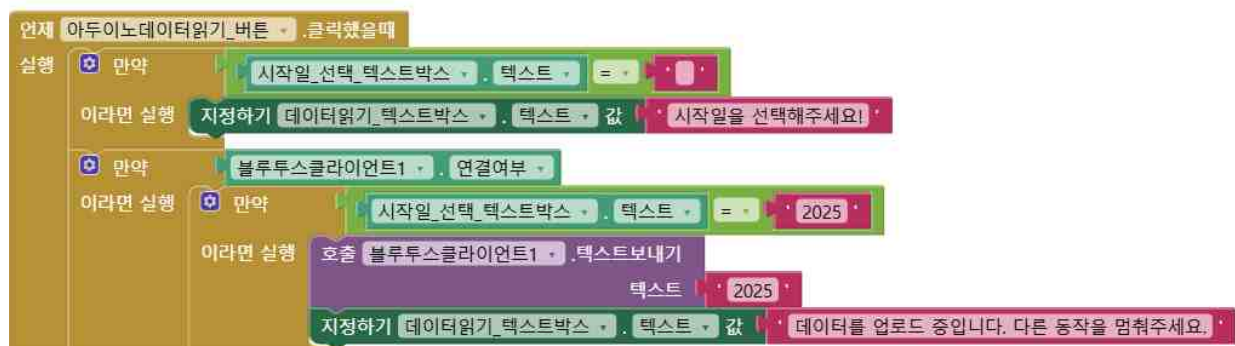 언제 아두이노데이터읽기_버튼 .클릭했을때
실행 만약 시작일_선택_텍스트박스 . 텍스트 = " "
이라면 실행 지정하기 데이터읽기_텍스트박스 . 텍스트 값 " 시작일을 선택해주세요! "
만약 블루투스클라이언트1 . 연결여부
이라면 실행 만약 시작일_선택_텍스트박스 . 텍스트 = " 2025 "
이라면 실행 호출 블루투스클라이언트1 .텍스트보내기
텍스트 " 2025 "
지정하기 데이터읽기_텍스트박스 . 텍스트 값 " 데이터를 업로드 중입니다. 다른 동작을 멈춰주세요. "